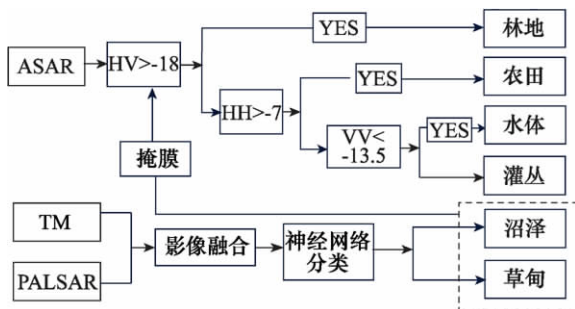 YES
林地
ASAR
HV>-18
YES
农田
HH>-7
VV<
-13.5
YES
水体
掩膜
灌丛
TM
影像融合
神经网络
分类
沼泽
PALSAR
草甸